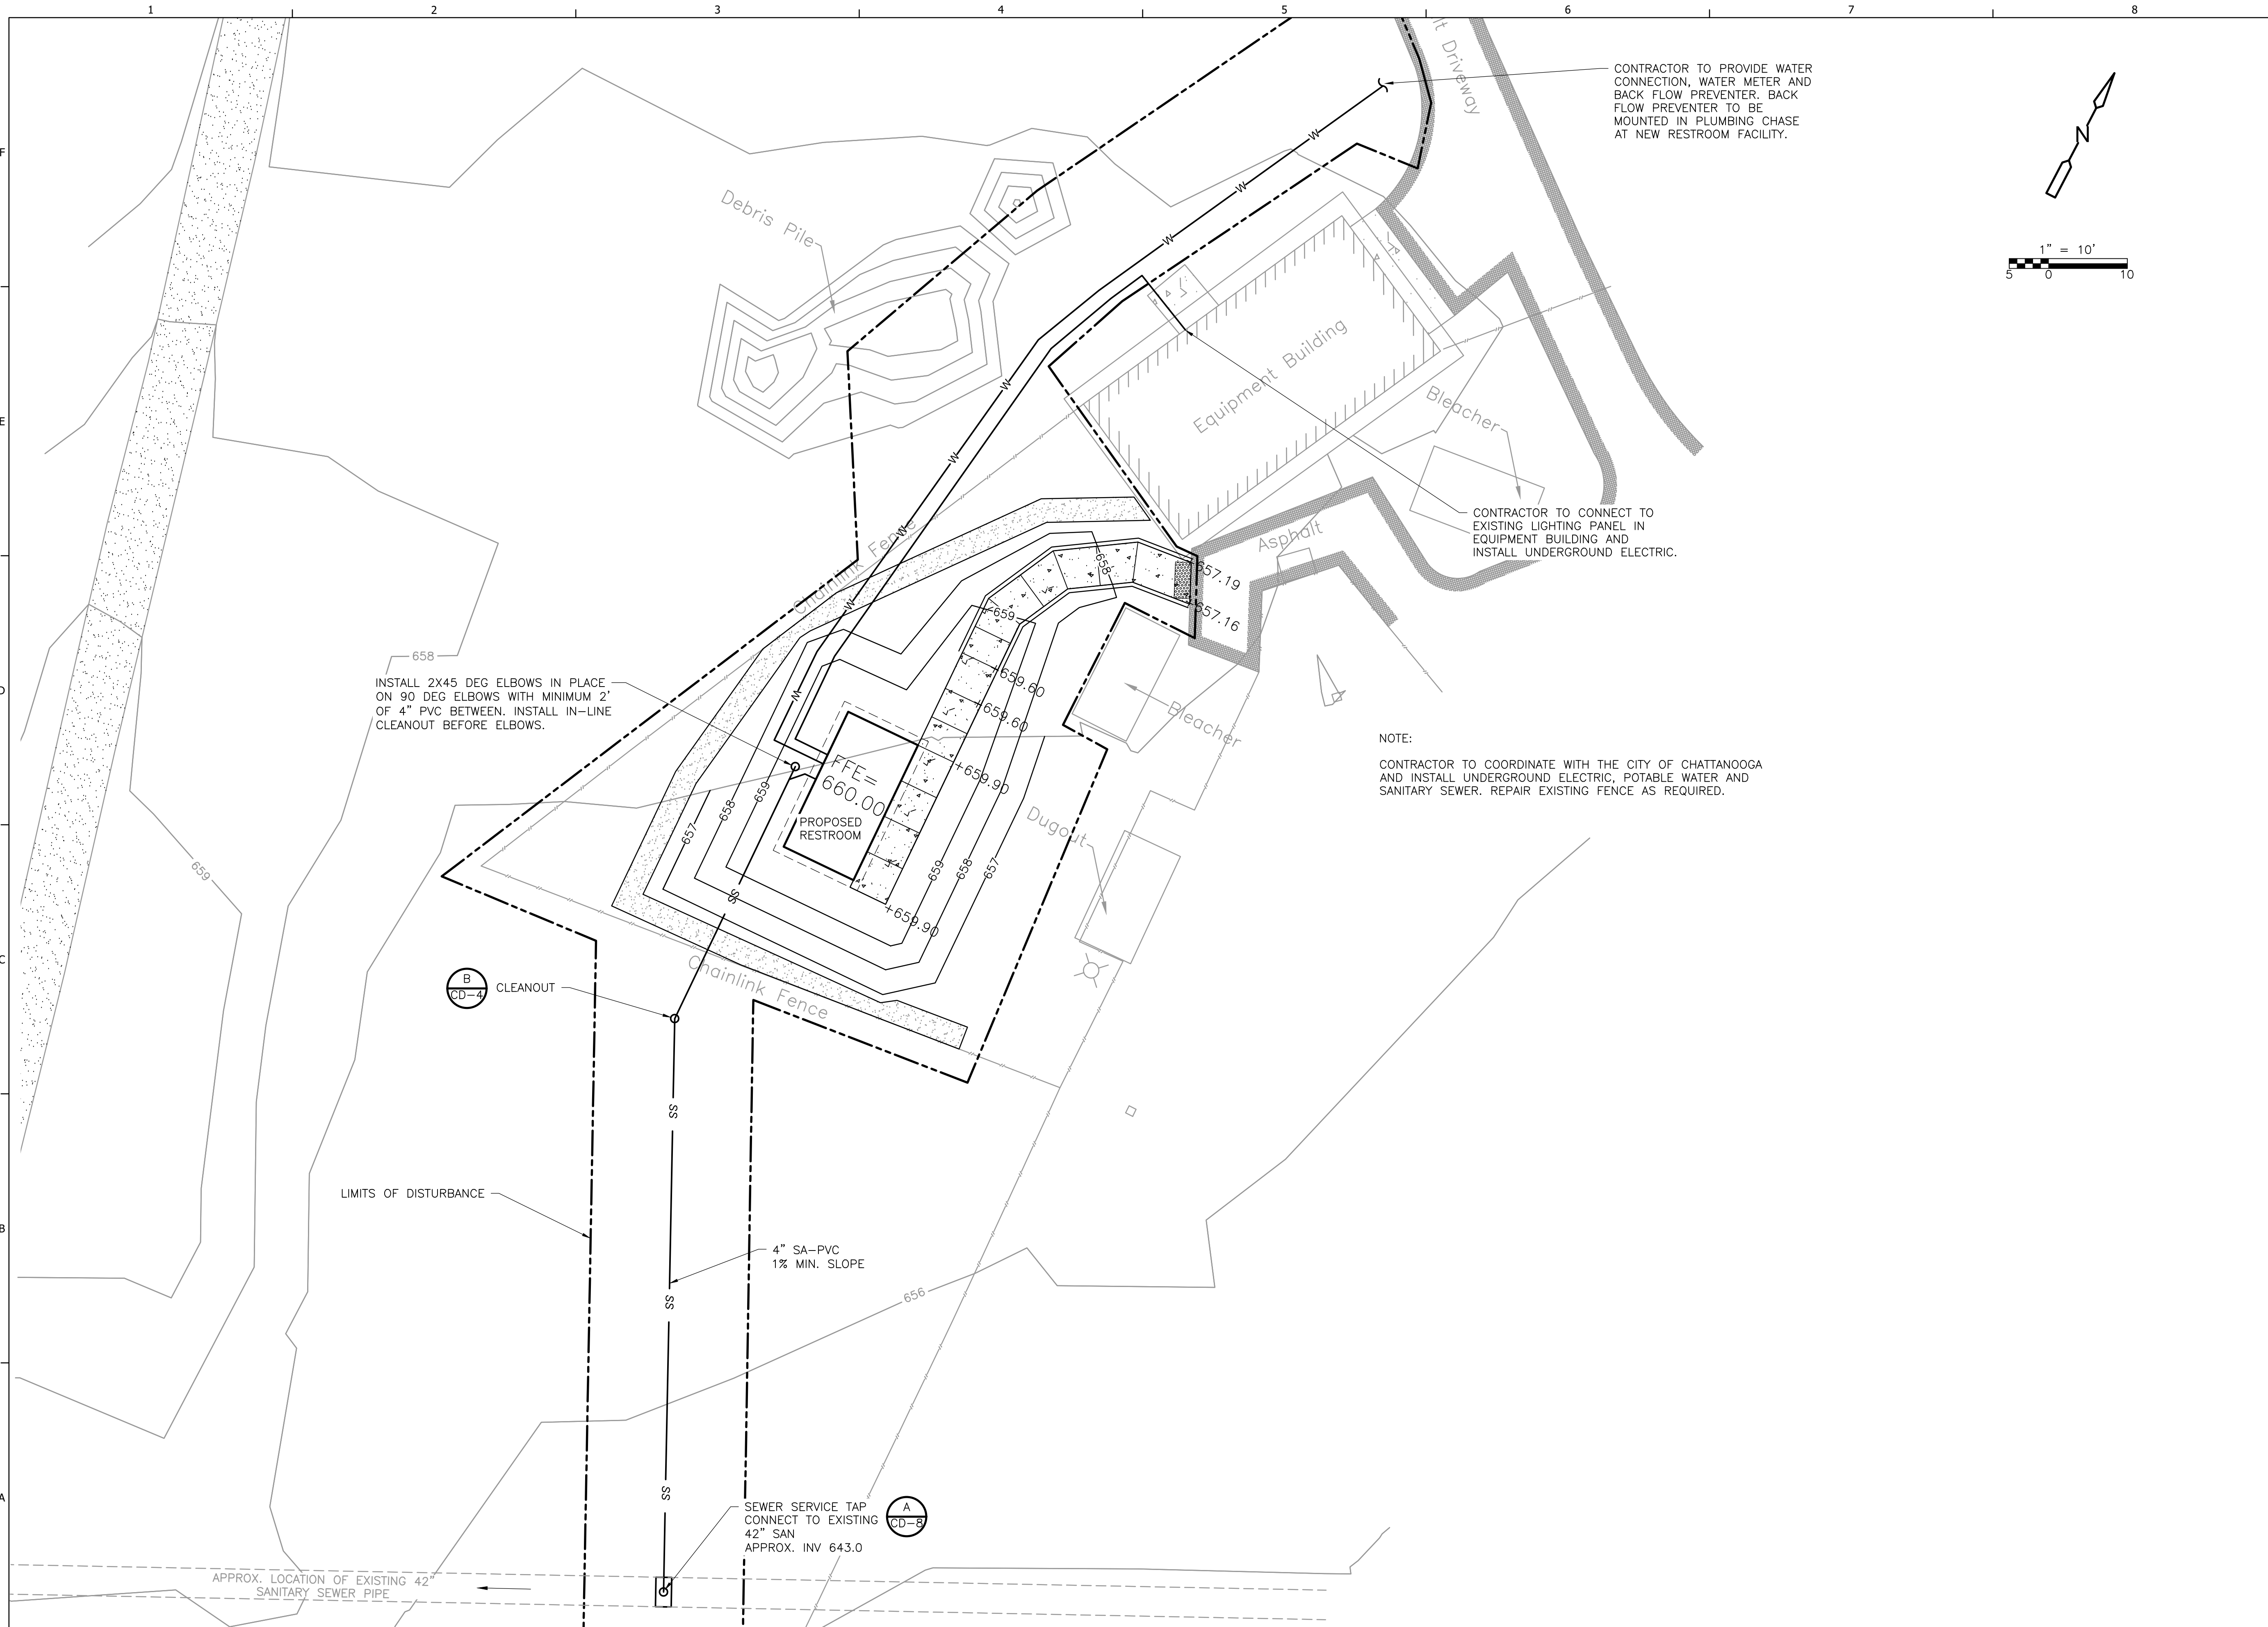 1 2 3 4 5 6 7 8
F
E
D
C
B
A
lt Driveway
CONTRACTOR TO PROVIDE WATER
CONNECTION, WATER METER AND
BACK FLOW PREVENTER. BACK
FLOW PREVENTER TO BE
MOUNTED IN PLUMBING CHASE
AT NEW RESTROOM FACILITY.
N
1" = 10'
5 0 10
Debris Pile
W
W
W
W
W
W
W
W
W
Equipment Building
Bleacher
CONTRACTOR TO CONNECT TO
EXISTING LIGHTING PANEL IN
EQUIPMENT BUILDING AND
INSTALL UNDERGROUND ELECTRIC.
Asphalt
Chainlink Fence
658
657.19
657.16
659
658
INSTALL 2X45 DEG ELBOWS IN PLACE
ON 90 DEG ELBOWS WITH MINIMUM 2'
OF 4" PVC BETWEEN. INSTALL IN-LINE
CLEANOUT BEFORE ELBOWS.
+659.60
+659.60
+659.90
+659.90
Bleacher
NOTE:
CONTRACTOR TO COORDINATE WITH THE CITY OF CHATTANOOGA
AND INSTALL UNDERGROUND ELECTRIC, POTABLE WATER AND
SANITARY SEWER. REPAIR EXISTING FENCE AS REQUIRED.
FFE=
660.00
PROPOSED
RESTROOM
659
658
657
659
658
657
Dugout
659
SS
Chainlink Fence
B
CD-4
CLEANOUT
SS
LIMITS OF DISTURBANCE
4" SA-PVC
1% MIN. SLOPE
SS
656
SS
SEWER SERVICE TAP
CONNECT TO EXISTING
42" SAN
APPROX. INV 643.0
A
CD-8
APPROX. LOCATION OF EXISTING 42"
SANITARY SEWER PIPE